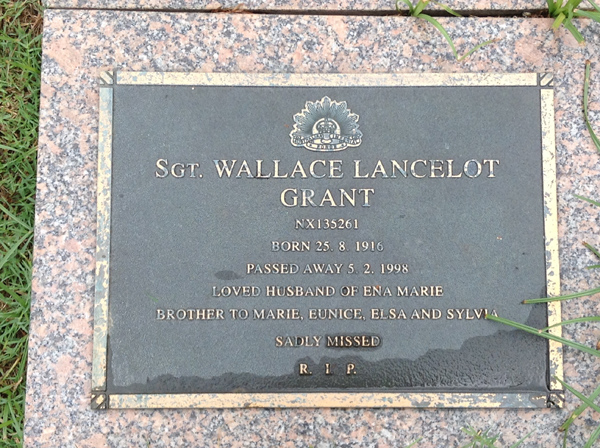 SGT. WALLACE LANCELOT
GRANT
NX135261
BORN 25. 8. 1916
PASSED AWAY 5. 2. 1998
LOVED HUSBAND OF ENA MARIE
BROTHER TO MARIE, EUNICE, ELSA AND SYLVIA
SADLY MISSED
R. I. P.